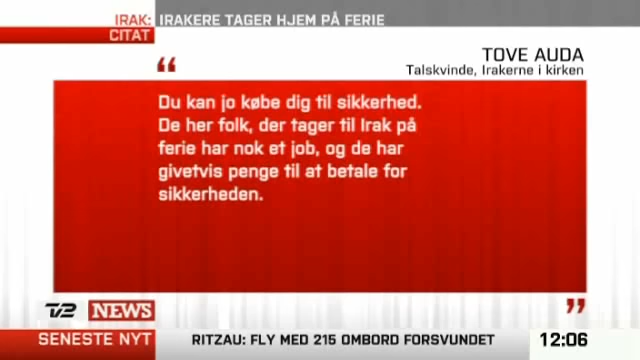 IRAK: IRAKERE TAGER HJEM PÅ FERIE
CITAT
TOVE AUDA
Talskvinde, Irakerne i kirken
“
Du kan jo købe dig til sikkerhed.
De her folk, der tager til Irak på
ferie har nok et job, og de har
givetvis penge til at betale for
sikkerheden.
”
TV2 NEWS
SENESTE NYT RITZAU: FLY MED 215 OMBORD FORSVUNDET 12:06